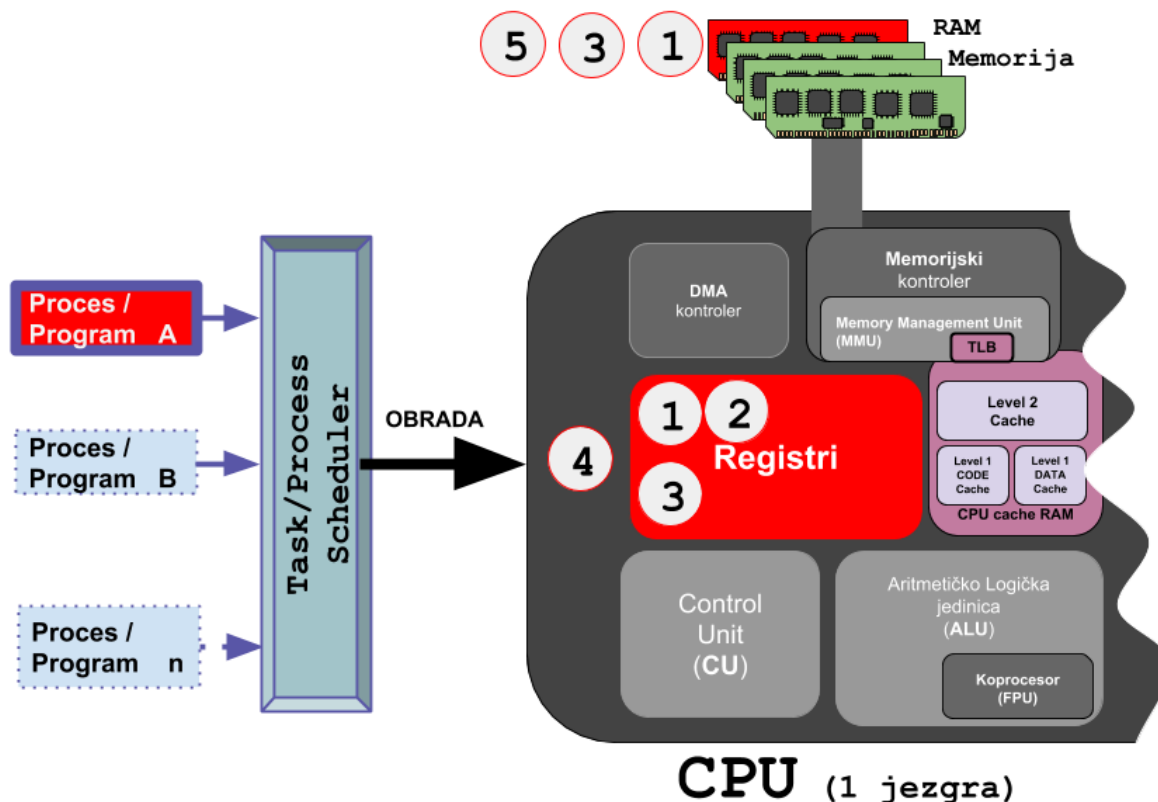 5 3 1
RAM
Memorija
Proces /
Program A
Proces /
Program B
Proces /
Program n
Task/Process
Scheduler
OBRADA
4
DMA
kontroler
Memorijski
kontroler
Memory Management Unit
(MMU)
TLB
1 2
Registri
3
Level 2
Cache
Level 1
CODE
Cache
Level 1
DATA
Cache
CPU cache RAM
Control
Unit
(CU)
Aritmetičko Logička
jedinica
(ALU)
Koprocesor
(FPU)
CPU (1 jezgra)